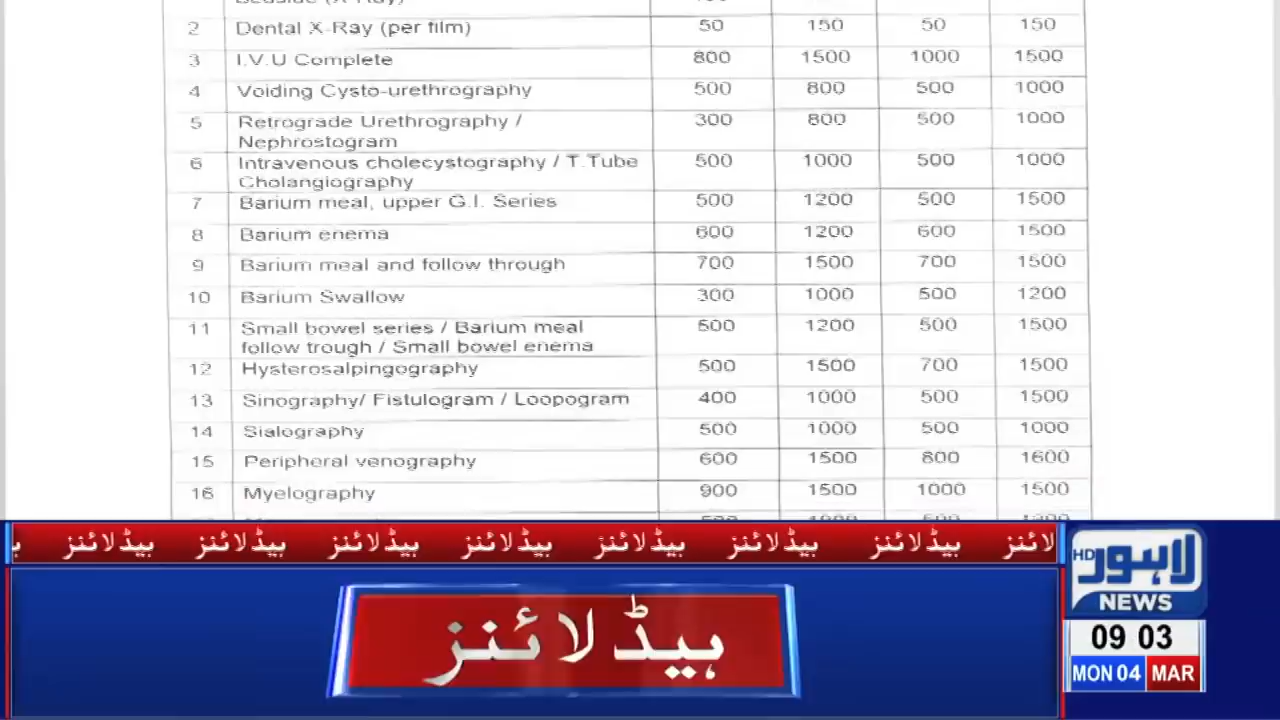 2 Dental X-Ray (per film) 50 150 50 150
3 I.V.U Complete 800 1500 1000 1500
4 Voiding Cysto-urethrography 500 800 500 1000
5 Retrograde Urethrography / 300 800 500 1000
Nephrostogram
6 Intravenous cholecystography / T.Tube 500 1000 500 1000
Cholangiography
7 Barium meal, upper G.I. Series 500 1200 500 1500
8 Barium enema 600 1200 600 1500
9 Barium meal and follow through 700 1500 700 1500
10 Barium Swallow 300 1000 500 1200
11 Small bowel series / Barium meal 500 1200 500 1500
follow trough / Small bowel enema
12 Hysterosalpingography 500 1500 700 1500
13 Sinography/ Fistulogram / Loopogram 400 1000 500 1500
14 Sialography 500 1000 500 1000
15 Peripheral venography 600 1500 800 1600
16 Myelography 900 1500 1000 1500
ہیڈلائنز ہیڈلائنز ہیڈلائنز ہیڈلائنز ہیڈلائنز ہیڈلائنز ہیڈلائنز لائنز
ہیڈلائنز
HD لاہور
NEWS
09 03
MON 04 MAR